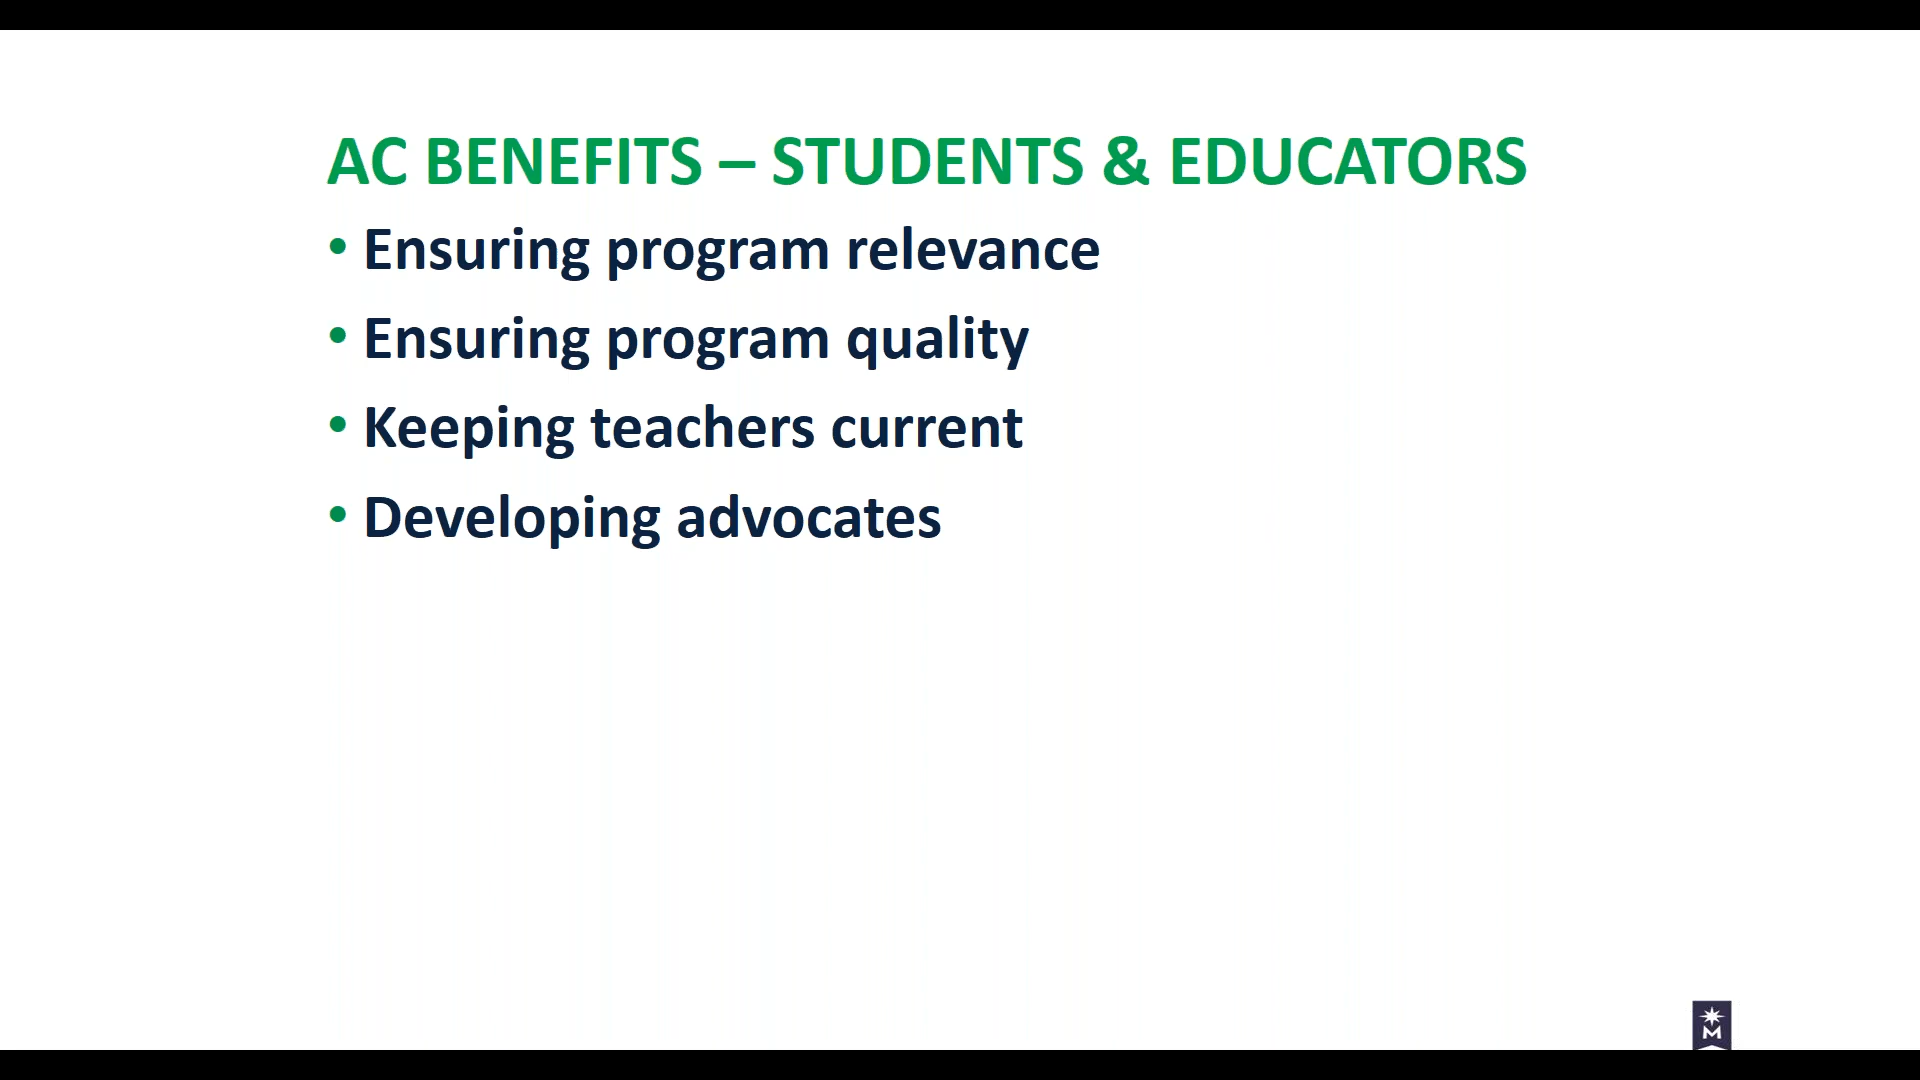 AC BENEFITS – STUDENTS & EDUCATORS
• Ensuring program relevance
• Ensuring program quality
• Keeping teachers current
• Developing advocates
M